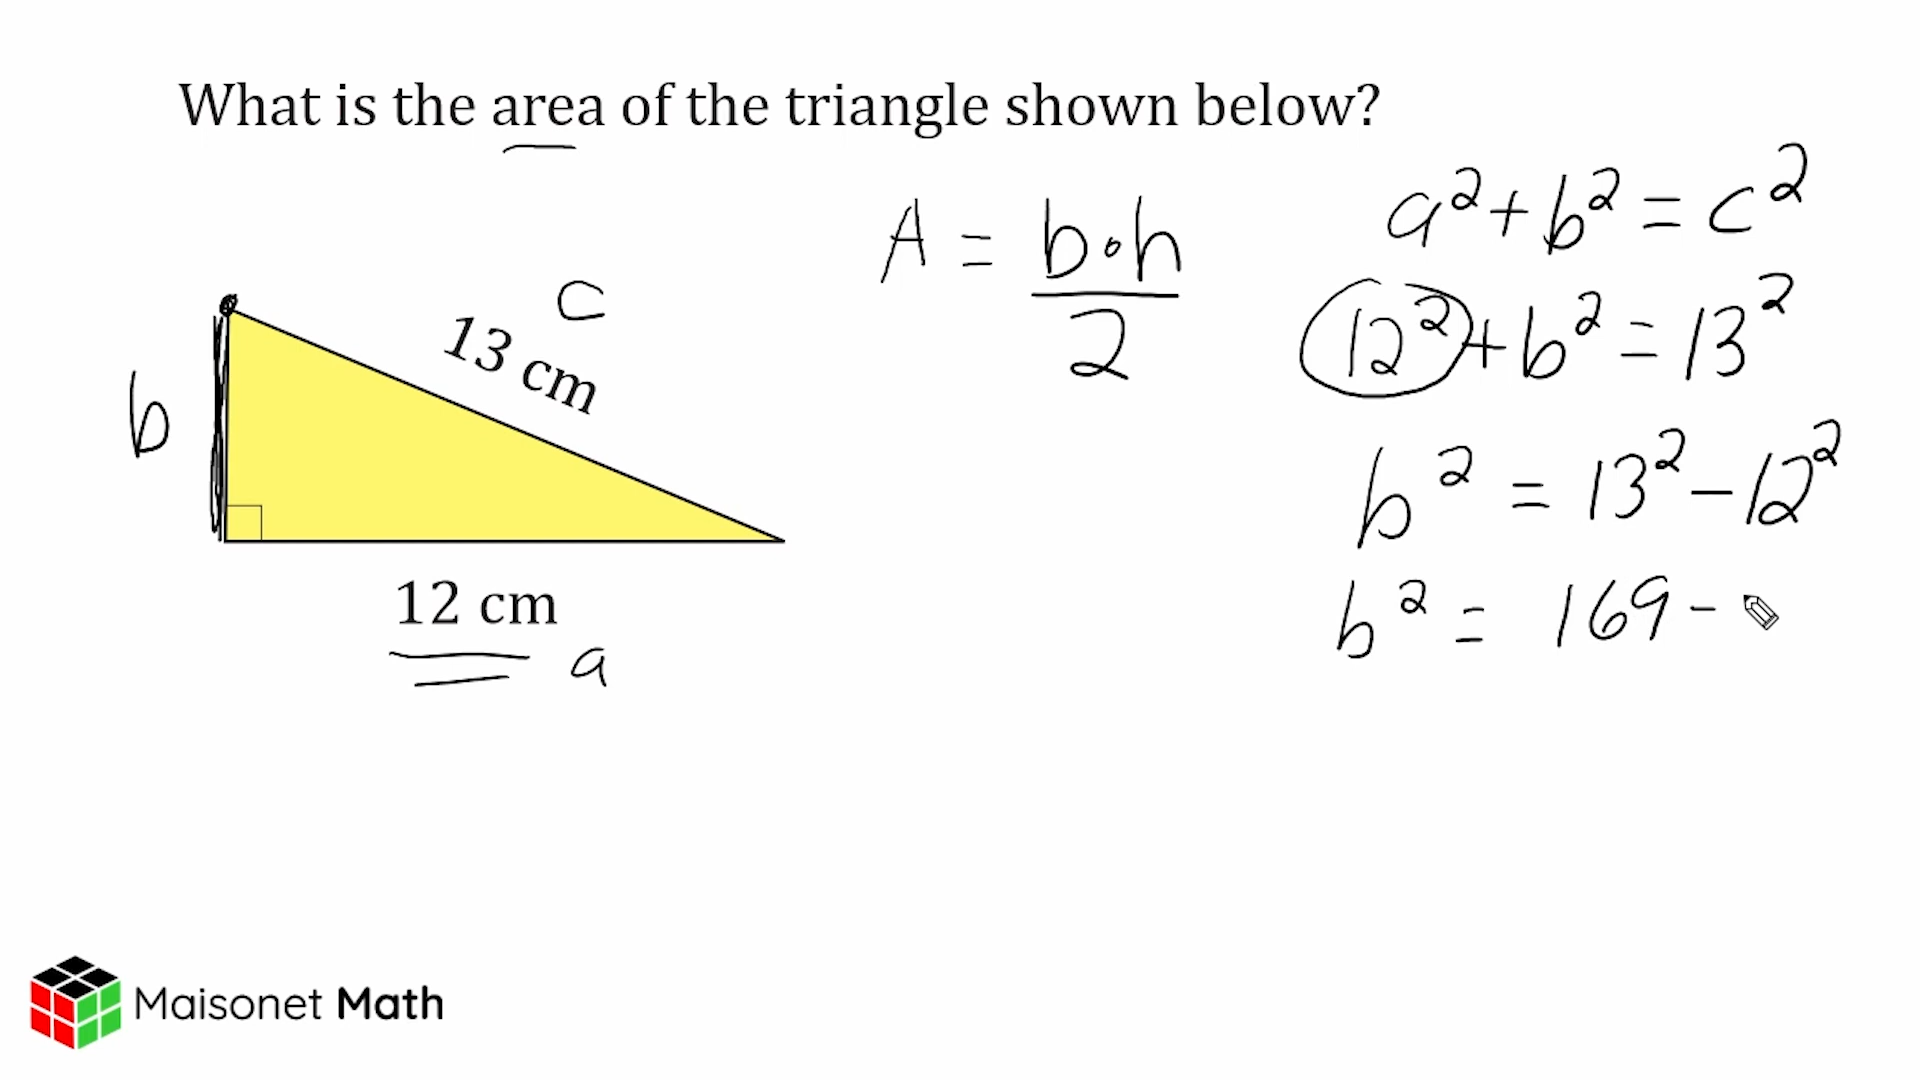 What is the area of the triangle shown below?
a² + b² = c²
A = b·h / 2
12² + b² = 13²
c
13 cm
b
b² = 13² − 12²
12 cm
b² = 169 −
a
Maisonet Math